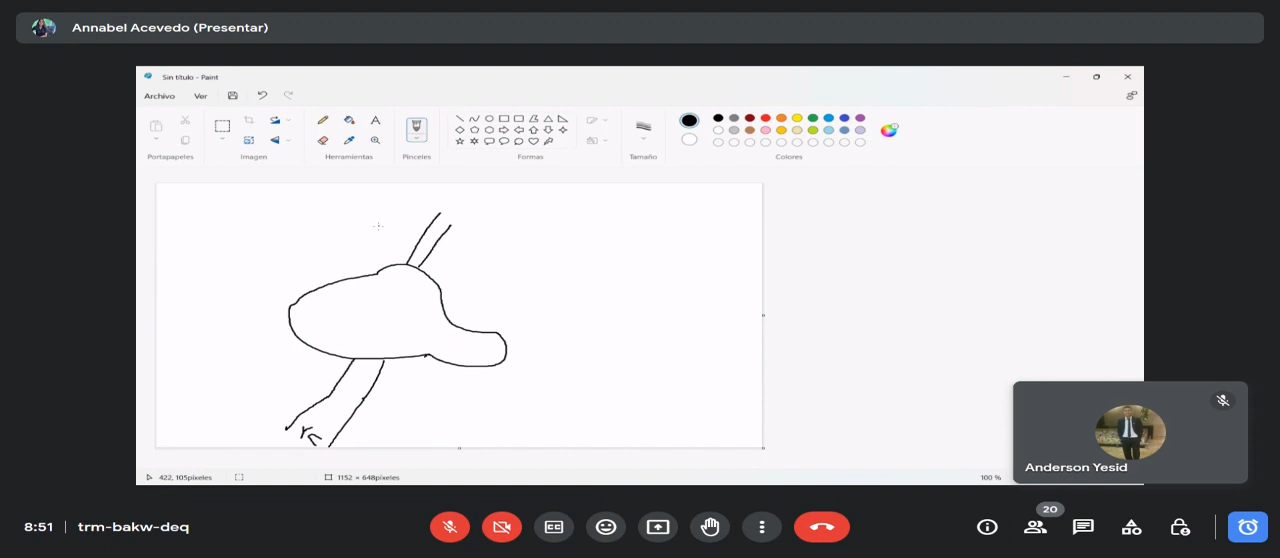 Annabel Acevedo (Presentar)
Sin título - Paint
Archivo Ver
Portapapeles Imagen Herramientas Pinceles Formas Tamaño Colores
422, 105píxeles 1152 × 648píxeles 100 %
Anderson Yesid
8:51 | trm-bakw-deq
20